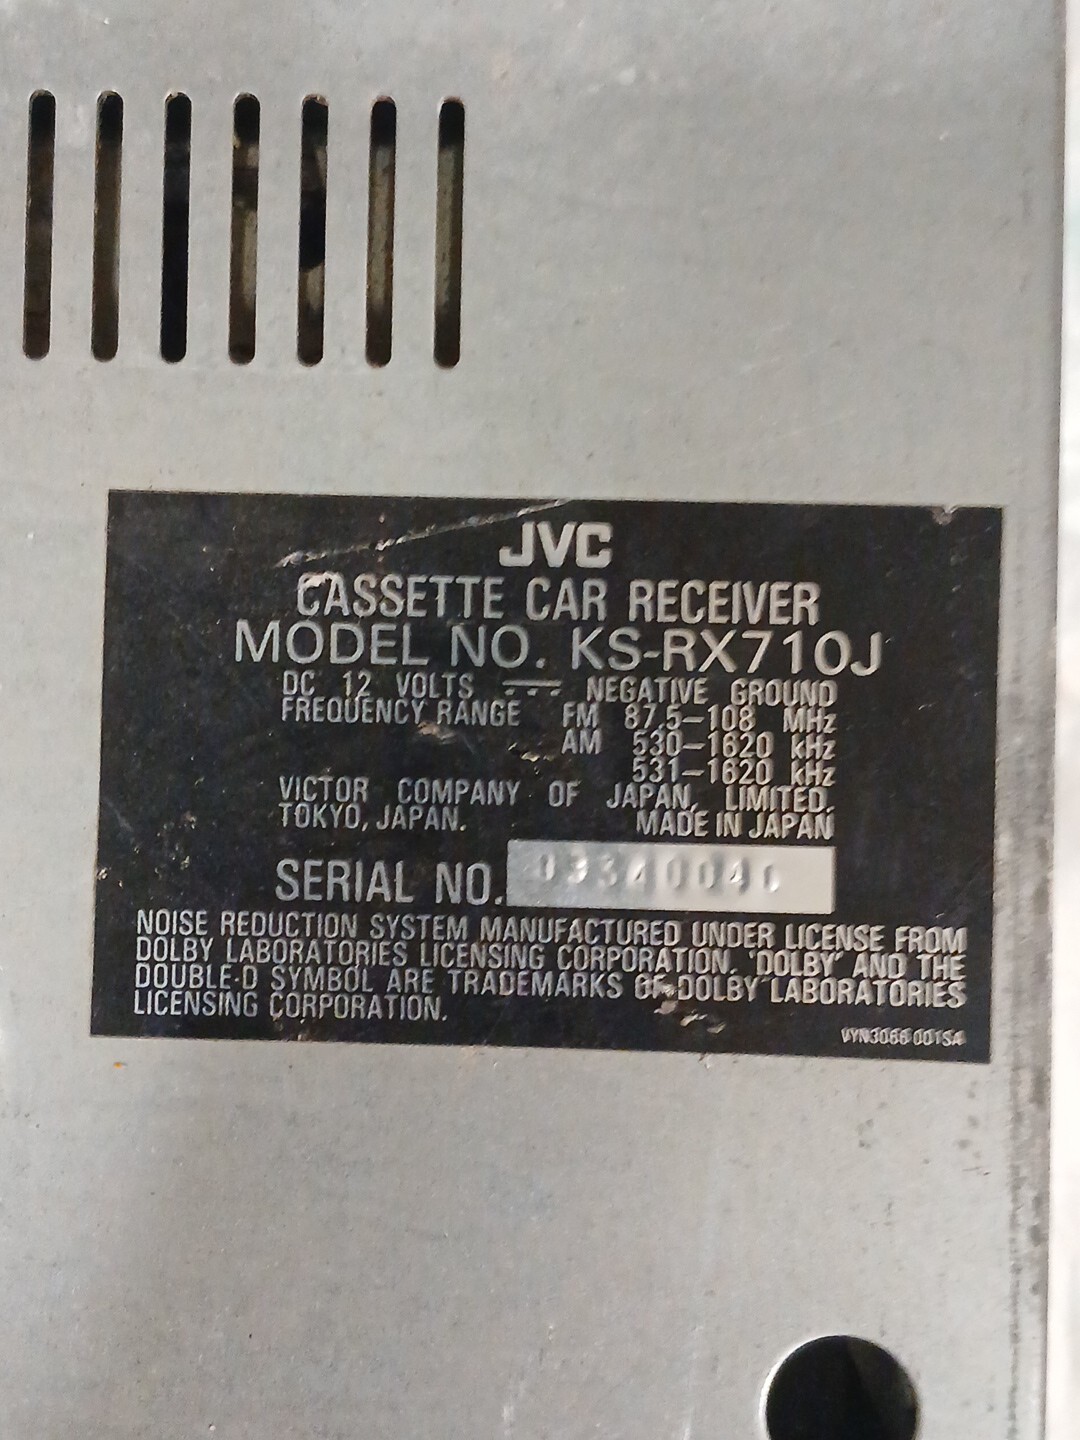 JVC
CASSETTE CAR RECEIVER
MODEL NO. KS-RX710J
DC 12 VOLTS NEGATIVE GROUND
FREQUENCY RANGE FM 87.5–108 MHz
AM 530–1620 kHz
531–1620 kHz
VICTOR COMPANY OF JAPAN, LIMITED.
TOKYO, JAPAN. MADE IN JAPAN
SERIAL NO.
NOISE REDUCTION SYSTEM MANUFACTURED UNDER LICENSE FROM
DOLBY LABORATORIES LICENSING CORPORATION. 'DOLBY' AND THE
DOUBLE-D SYMBOL ARE TRADEMARKS OF DOLBY LABORATORIES
LICENSING CORPORATION.